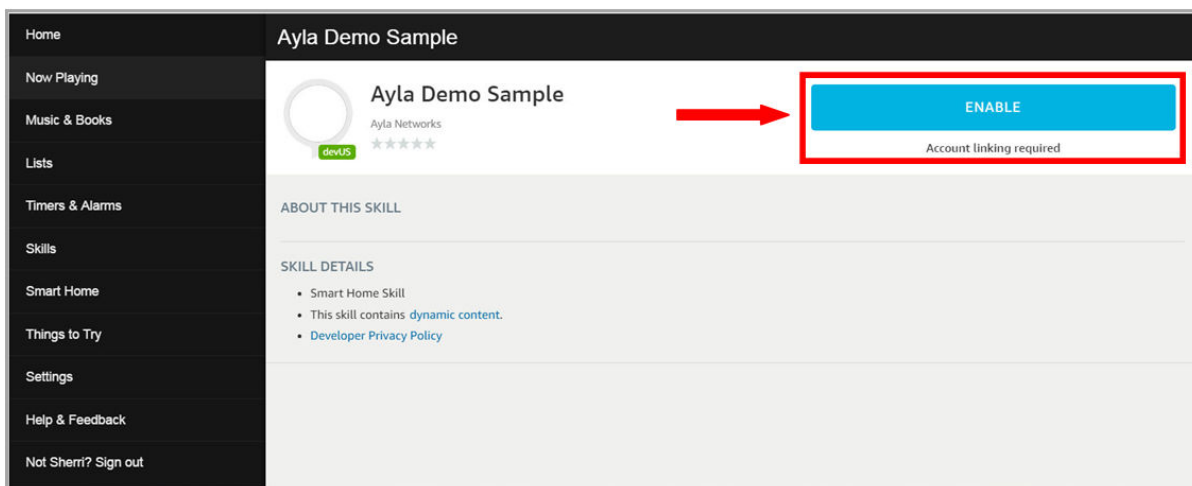 Home
Now Playing
Music & Books
Lists
Timers & Alarms
Skills
Smart Home
Things to Try
Settings
Help & Feedback
Not Sherri? Sign out
Ayla Demo Sample
Ayla Demo Sample
Ayla Networks
devUS
ENABLE
Account linking required
ABOUT THIS SKILL
SKILL DETAILS
• Smart Home Skill
• This skill contains dynamic content.
• Developer Privacy Policy